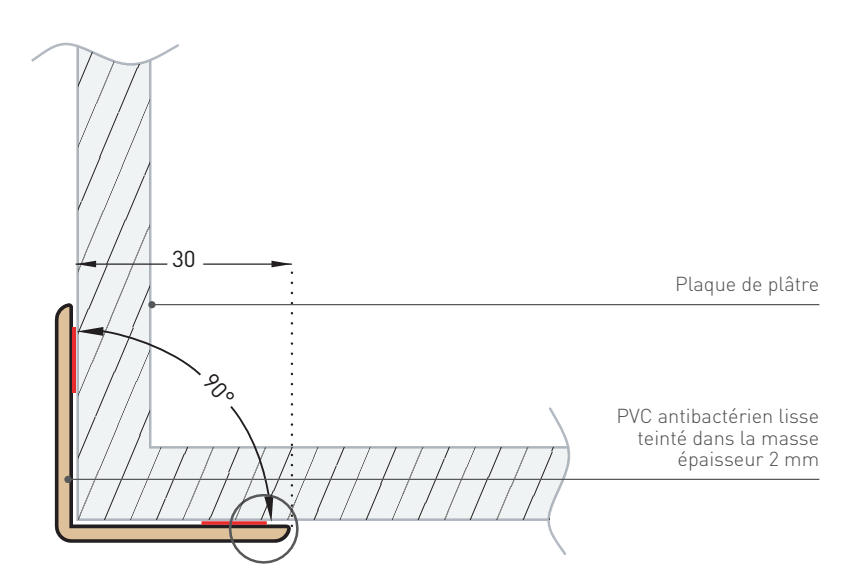 30
Plaque de plâtre
90°
PVC antibactérien lisse
teinté dans la masse
épaisseur 2 mm